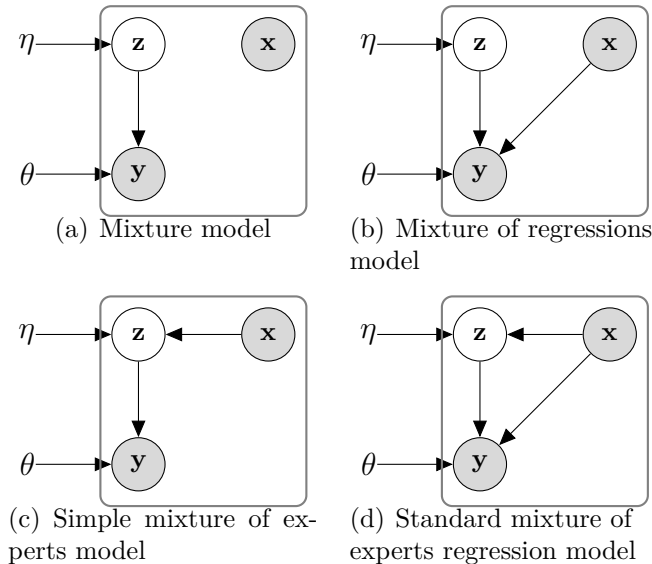 η z x
θ y
(a) Mixture model
η z x
θ y
(b) Mixture of regressions
model
η z x
θ y
(c) Simple mixture of ex-
perts model
η z x
θ y
(d) Standard mixture of
experts regression model